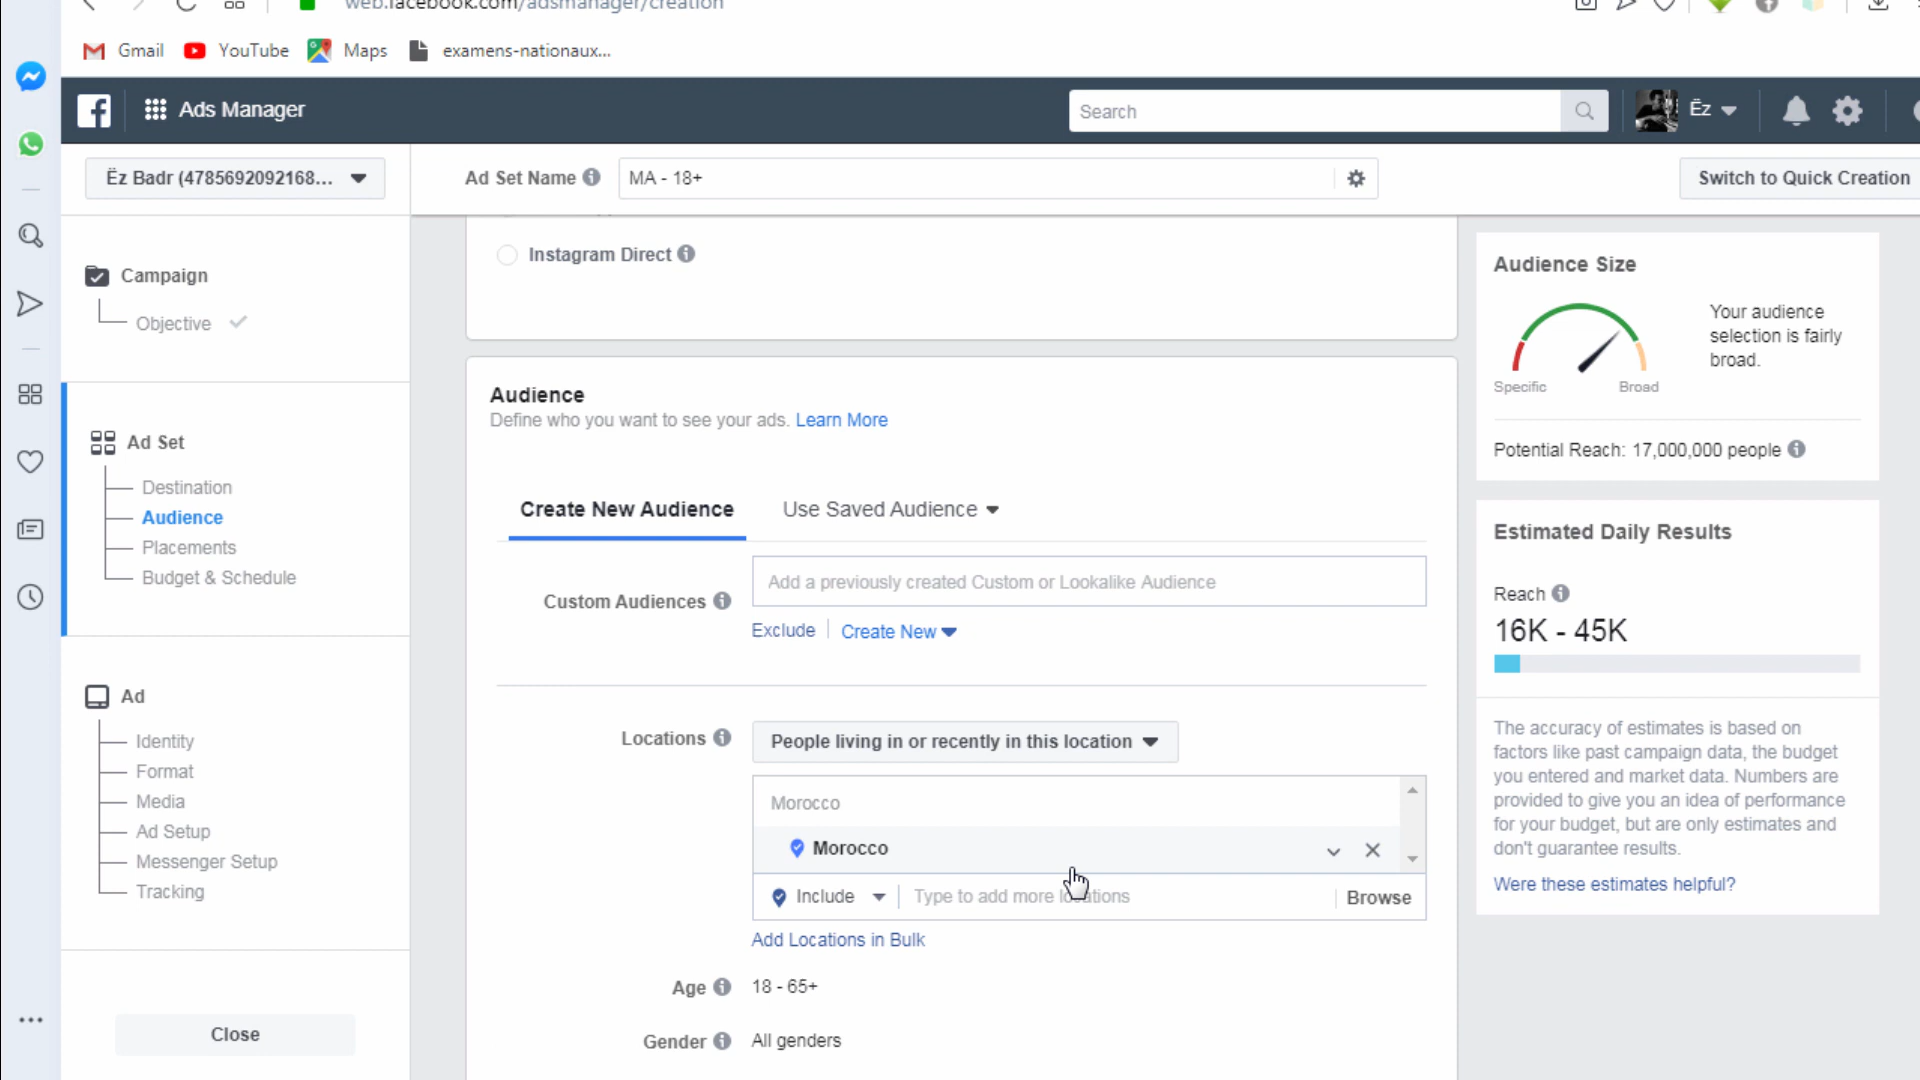 web.facebook.com/adsmanager/creation
Gmail YouTube Maps examens-nationaux...
Ads Manager
Search
Ëz
Ëz Badr (4785692092168...
Ad Set Name MA - 18+
Switch to Quick Creation
Campaign
Objective
Ad Set
Destination
Audience
Placements
Budget & Schedule
Ad
Identity
Format
Media
Ad Setup
Messenger Setup
Tracking
Close
Instagram Direct
Audience
Define who you want to see your ads. Learn More
Create New Audience Use Saved Audience
Custom Audiences Add a previously created Custom or Lookalike Audience
Exclude Create New
Locations People living in or recently in this location
Morocco
Morocco
Include Type to add more locations Browse
Add Locations in Bulk
Age 18 - 65+
Gender All genders
Audience Size
Your audience
selection is fairly
broad.
Specific Broad
Potential Reach: 17,000,000 people
Estimated Daily Results
Reach
16K - 45K
The accuracy of estimates is based on
factors like past campaign data, the budget
you entered and market data. Numbers are
provided to give you an idea of performance
for your budget, but are only estimates and
don't guarantee results.
Were these estimates helpful?